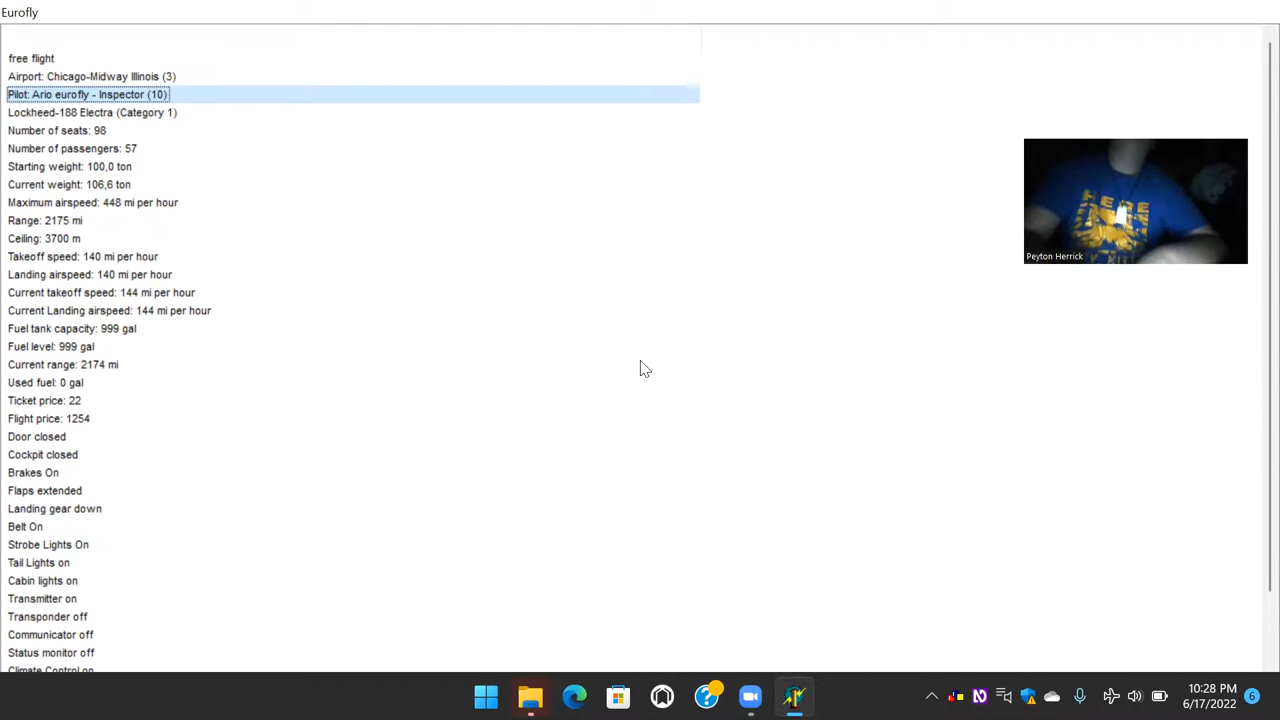 Eurofly
free flight
Airport: Chicago-Midway Illinois (3)
Pilot: Ario eurofly - Inspector (10)
Lockheed-188 Electra (Category 1)
Number of seats: 98
Number of passengers: 57
Starting weight: 100,0 ton
Current weight: 106,6 ton
Maximum airspeed: 448 mi per hour
Range: 2175 mi
Ceiling: 3700 m
Takeoff speed: 140 mi per hour
Landing airspeed: 140 mi per hour
Current takeoff speed: 144 mi per hour
Current Landing airspeed: 144 mi per hour
Fuel tank capacity: 999 gal
Fuel level: 999 gal
Current range: 2174 mi
Used fuel: 0 gal
Ticket price: 22
Flight price: 1254
Door closed
Cockpit closed
Brakes On
Flaps extended
Landing gear down
Belt On
Strobe Lights On
Tail Lights on
Cabin lights on
Transmitter on
Transponder off
Communicator off
Status monitor off
Climate Control on
Peyton Herrick
10:28 PM
6/17/2022
6